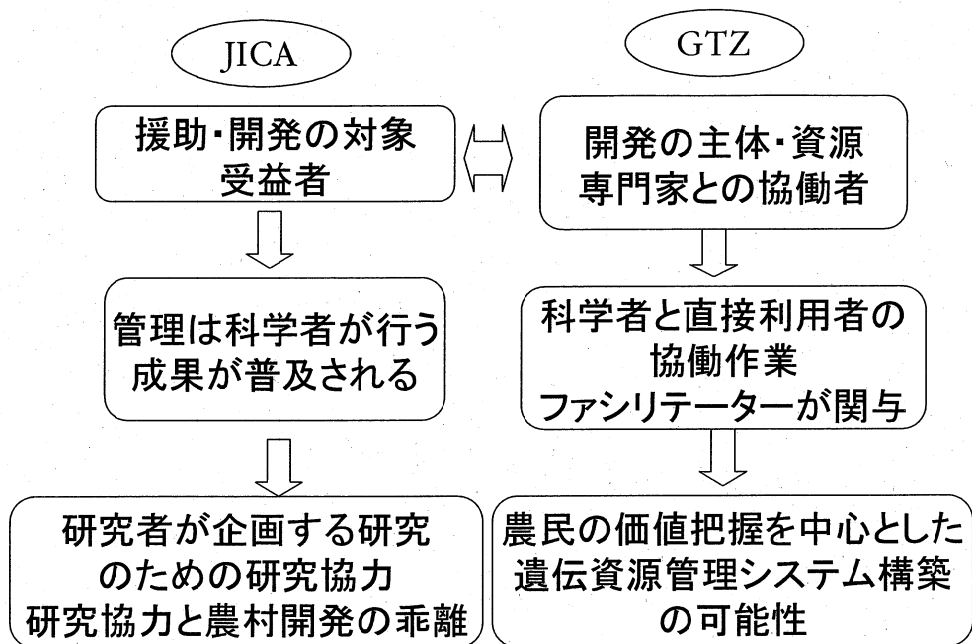 JICA
援助・開発の対象
受益者
管理は科学者が行う
成果が普及される
研究者が企画する研究
のための研究協力
研究協力と農村開発の乖離
GTZ
開発の主体・資源
専門家との協働者
科学者と直接利用者の
協働作業
ファシリテーターが関与
農民の価値把握を中心とした
遺伝資源管理システム構築
の可能性